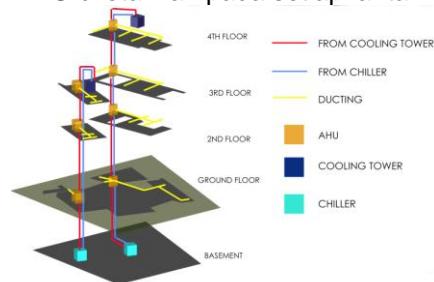 4TH FLOOR
3RD FLOOR
2ND FLOOR
GROUND FLOOR
BASEMENT
FROM COOLING TOWER
FROM CHILLER
DUCTING
AHU
COOLING TOWER
CHILLER